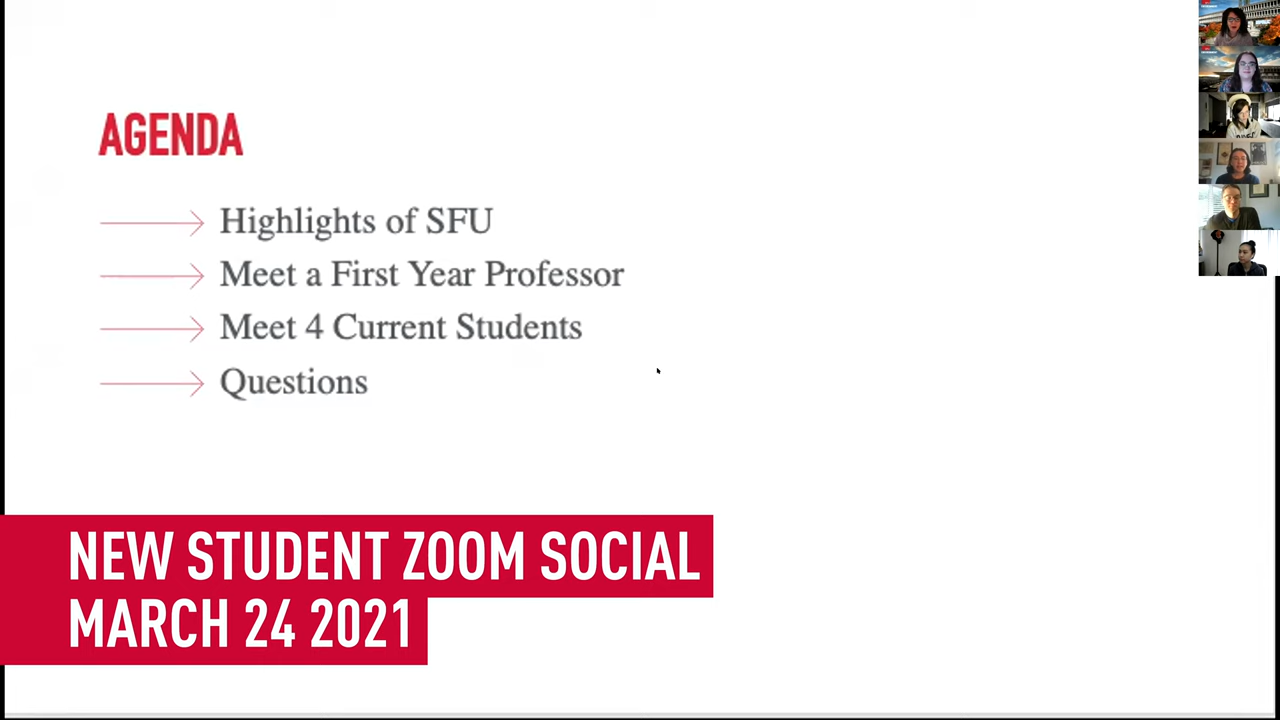 AGENDA
Highlights of SFU
Meet a First Year Professor
Meet 4 Current Students
Questions
NEW STUDENT ZOOM SOCIAL
MARCH 24 2021